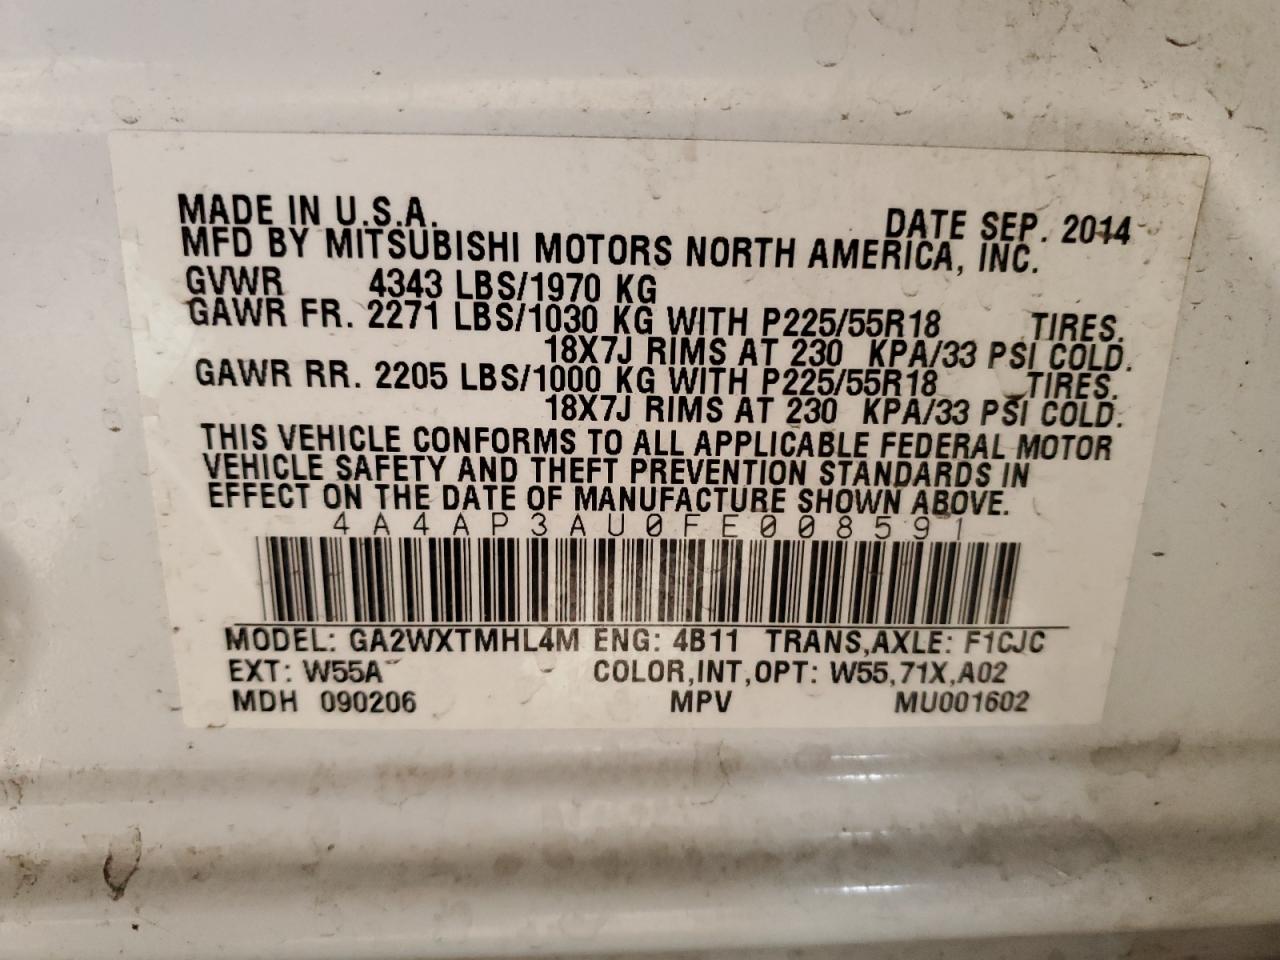 MADE IN U.S.A. DATE SEP. 2014
MFD BY MITSUBISHI MOTORS NORTH AMERICA, INC.
GVWR 4343 LBS/1970 KG
GAWR FR. 2271 LBS/1030 KG WITH P225/55R18 TIRES.
18X7J RIMS AT 230 KPA/33 PSI COLD.
GAWR RR. 2205 LBS/1000 KG WITH P225/55R18 TIRES.
18X7J RIMS AT 230 KPA/33 PSI COLD.
THIS VEHICLE CONFORMS TO ALL APPLICABLE FEDERAL MOTOR
VEHICLE SAFETY AND THEFT PREVENTION STANDARDS IN
EFFECT ON THE DATE OF MANUFACTURE SHOWN ABOVE.
4A4AP3AU0FE008591
MODEL: GA2WXTMHL4M ENG: 4B11 TRANS,AXLE: F1CJC
EXT: W55A COLOR,INT,OPT: W55,71X,A02
MDH 090206 MPV MU001602